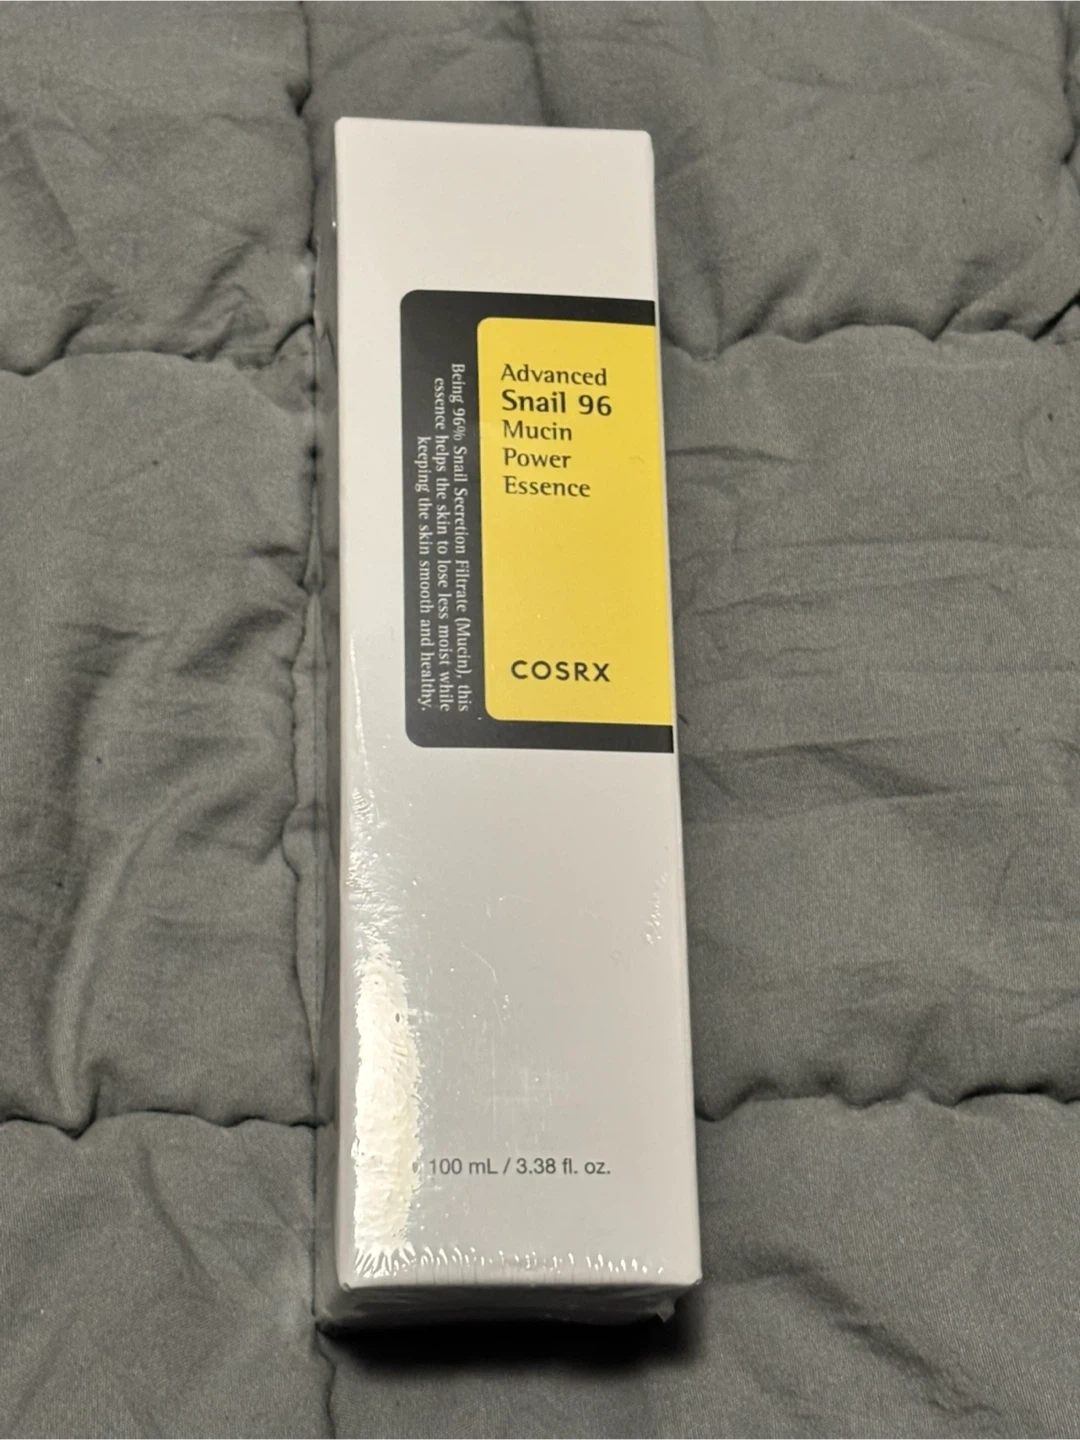 Advanced
Snail 96
Mucin
Power
Essence
COSRX
Being 96% Snail Secretion Filtrate (Mucin), this
essence helps the skin to lose less moist while
keeping the skin smooth and healthy.
100 mL / 3.38 fl. oz.